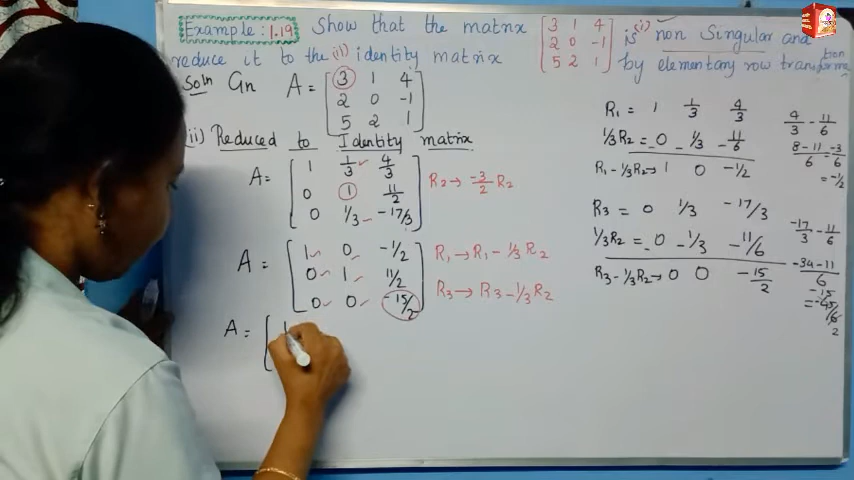 Example: 1.19 Show that the matrix [3 1 4 is (i) non Singular and
2 0 -1
5 2 1]
reduce it to the (ii) identity matrix by elementary row transformation
Soln Gn A = [3 1 4
2 0 -1
5 2 1]
(ii) Reduced to Identity matrix
A = [1 1/3 4/3
0 1 11/2 R2 → -3/2 R2
0 1/3 -17/3]
A = [1 0 -1/2 R1 → R1 - 1/3 R2
0 1 11/2
0 0 -15/2] R3 → R3 - 1/3 R2
A = [1
R1 = 1 1/3 4/3
1/3 R2 = 0 - 1/3 - 11/6
R1 - 1/3 R2 → 1 0 -1/2
R3 = 0 1/3 -17/3
1/3 R2 = 0 - 1/3 - 11/6
R3 - 1/3 R2 → 0 0 -15/2
4/3 - 11/6
8-11/6 = -3/6
= -1/2
-17/3 - 11/6
-34-11/6
= -45/6
-15
2